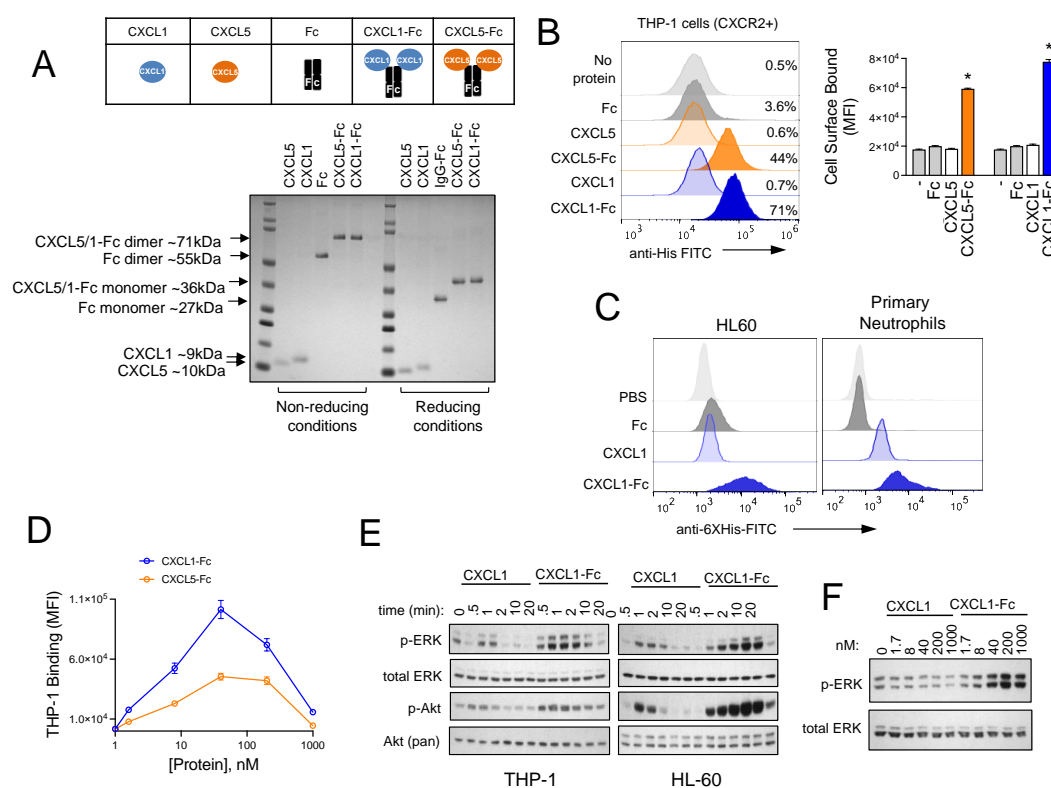 A
CXCL1 CXCL5 Fc CXCL1-Fc CXCL5-Fc
CXCL1 CXCL5 F c CXCL1 CXCL1 F c CXCL5 CXCL5 F c
CXCL5 CXCL1 Fc CXCL5-Fc CXCL1-Fc CXCL5 CXCL1 IgG-Fc CXCL5-Fc CXCL1-Fc
CXCL5/1-Fc dimer ~71kDa
Fc dimer ~55kDa
CXCL5/1-Fc monomer ~36kDa
Fc monomer ~27kDa
CXCL1 ~9kDa
CXCL5 ~10kDa
Non-reducing Reducing
conditions conditions
B
THP-1 cells (CXCR2+)
No protein 0.5%
Fc 3.6%
CXCL5 0.6%
CXCL5-Fc 44%
CXCL1 0.7%
CXCL1-Fc 71%
10³ 10⁴ 10⁵ 10⁶
anti-His FITC
Cell Surface Bound
(MFI)
8×10⁴
6×10⁴
4×10⁴
2×10⁴
0
* *
- Fc CXCL5 CXCL5-Fc - Fc CXCL1 CXCL1-Fc
C
HL60 Primary
Neutrophils
PBS
Fc
CXCL1
CXCL1-Fc
10² 10³ 10⁴ 10⁵ 10² 10³ 10⁴ 10⁵
anti-6XHis-FITC
D
CXCL1-Fc
CXCL5-Fc
THP-1 Binding (MFI)
1.1×10⁵
6.0×10⁴
1.0×10⁴
1 10 100 1000
[Protein], nM
E
CXCL1 CXCL1-Fc CXCL1 CXCL1-Fc
time (min): 0 .5 1 2 10 20 .5 1 2 10 20 0 .5 1 2 10 20 .5 1 2 10 20
p-ERK
total ERK
p-Akt
Akt (pan)
THP-1 HL-60
F
CXCL1 CXCL1-Fc
nM: 0 1.7 8 40 200 1000 1.7 8 40 200 1000
p-ERK
total ERK